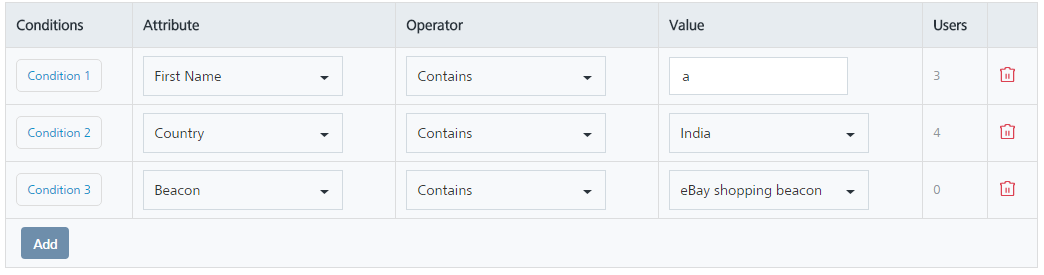 Conditions Attribute Operator Value Users
Condition 1 First Name Contains a 3
Condition 2 Country Contains India 4
Condition 3 Beacon Contains eBay shopping beacon 0
Add